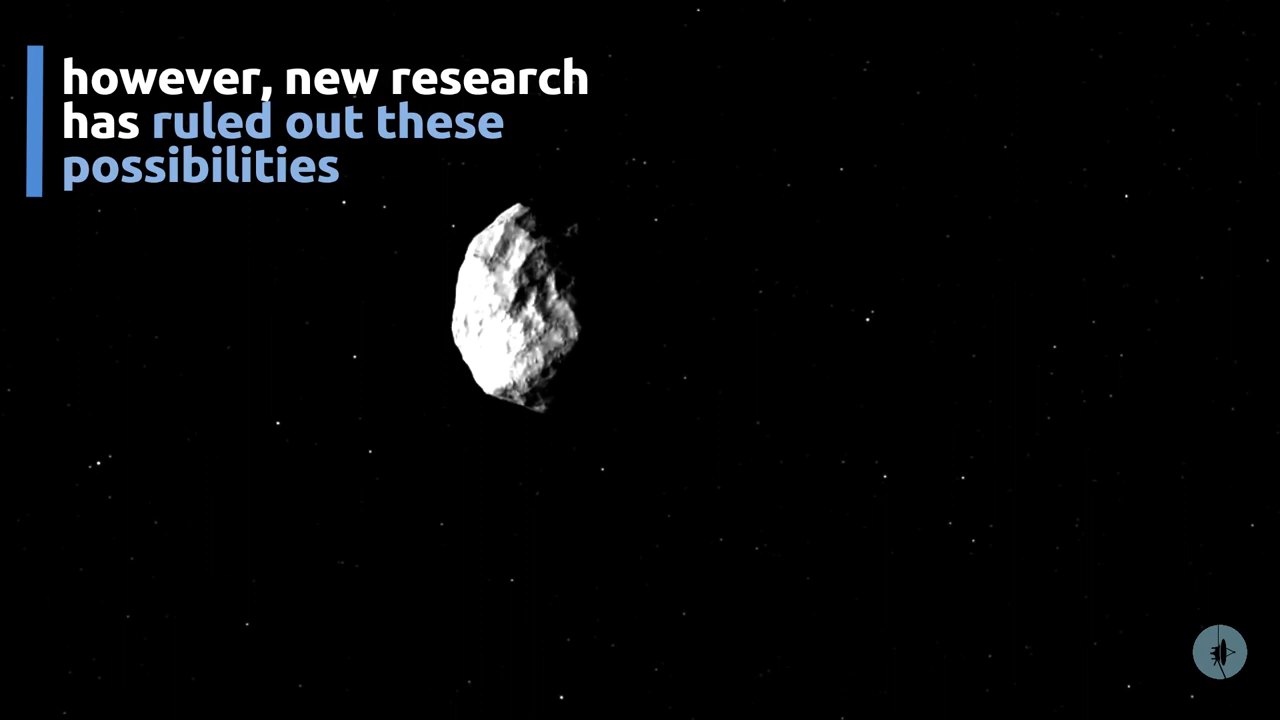 however, new research
has ruled out these
possibilities